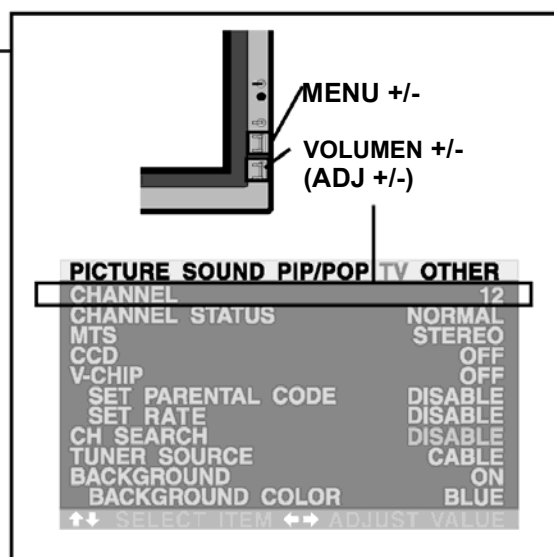 MENU +/-
VOLUMEN +/-
(ADJ +/-)
PICTURE SOUND PIP/POP TV OTHER
CHANNEL 12
CHANNEL STATUS NORMAL
MTS STEREO
CCD OFF
V-CHIP OFF
SET PARENTAL CODE DISABLE
SET RATE DISABLE
CH SEARCH DISABLE
TUNER SOURCE CABLE
BACKGROUND ON
BACKGROUND COLOR BLUE
↑↓ SELECT ITEM ←→ ADJUST VALUE